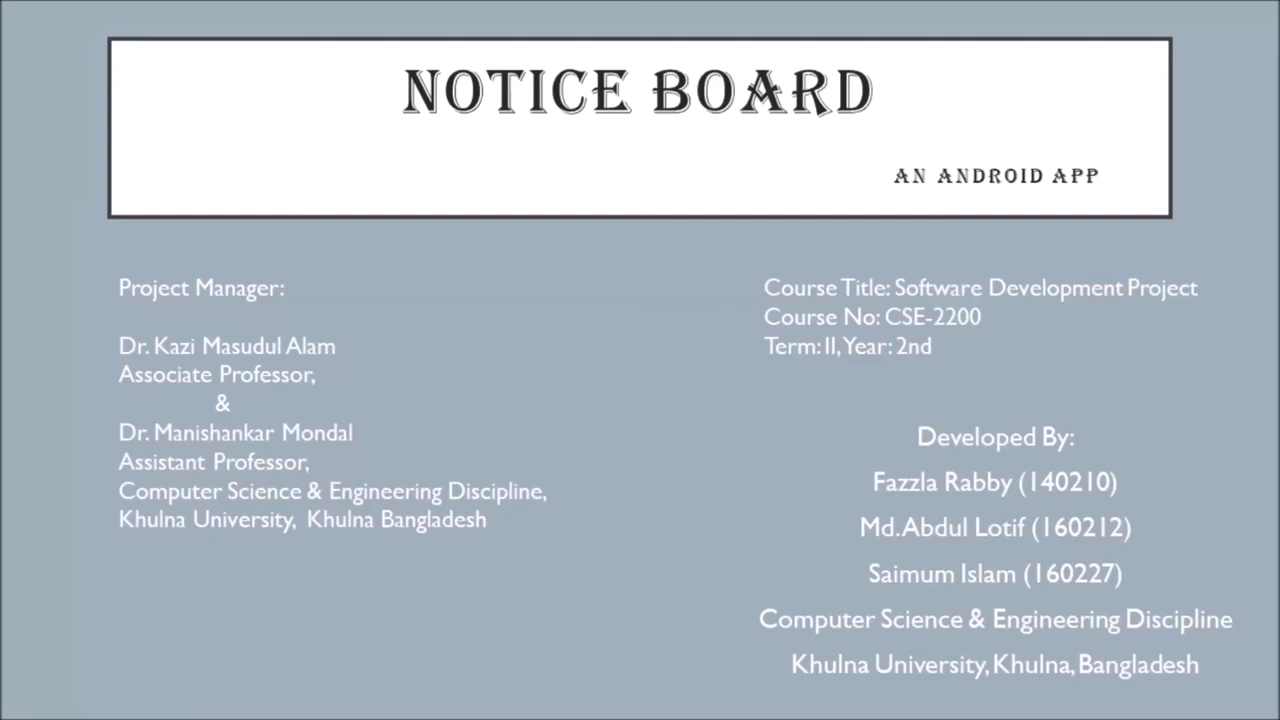 NOTICE BOARD
AN ANDROID APP
Project Manager:
Dr. Kazi Masudul Alam
Associate Professor,
&
Dr. Manishankar Mondal
Assistant Professor,
Computer Science & Engineering Discipline,
Khulna University, Khulna Bangladesh
Course Title: Software Development Project
Course No: CSE-2200
Term: II, Year: 2nd
Developed By:
Fazzla Rabby (140210)
Md. Abdul Lotif (160212)
Saimum Islam (160227)
Computer Science & Engineering Discipline
Khulna University, Khulna, Bangladesh